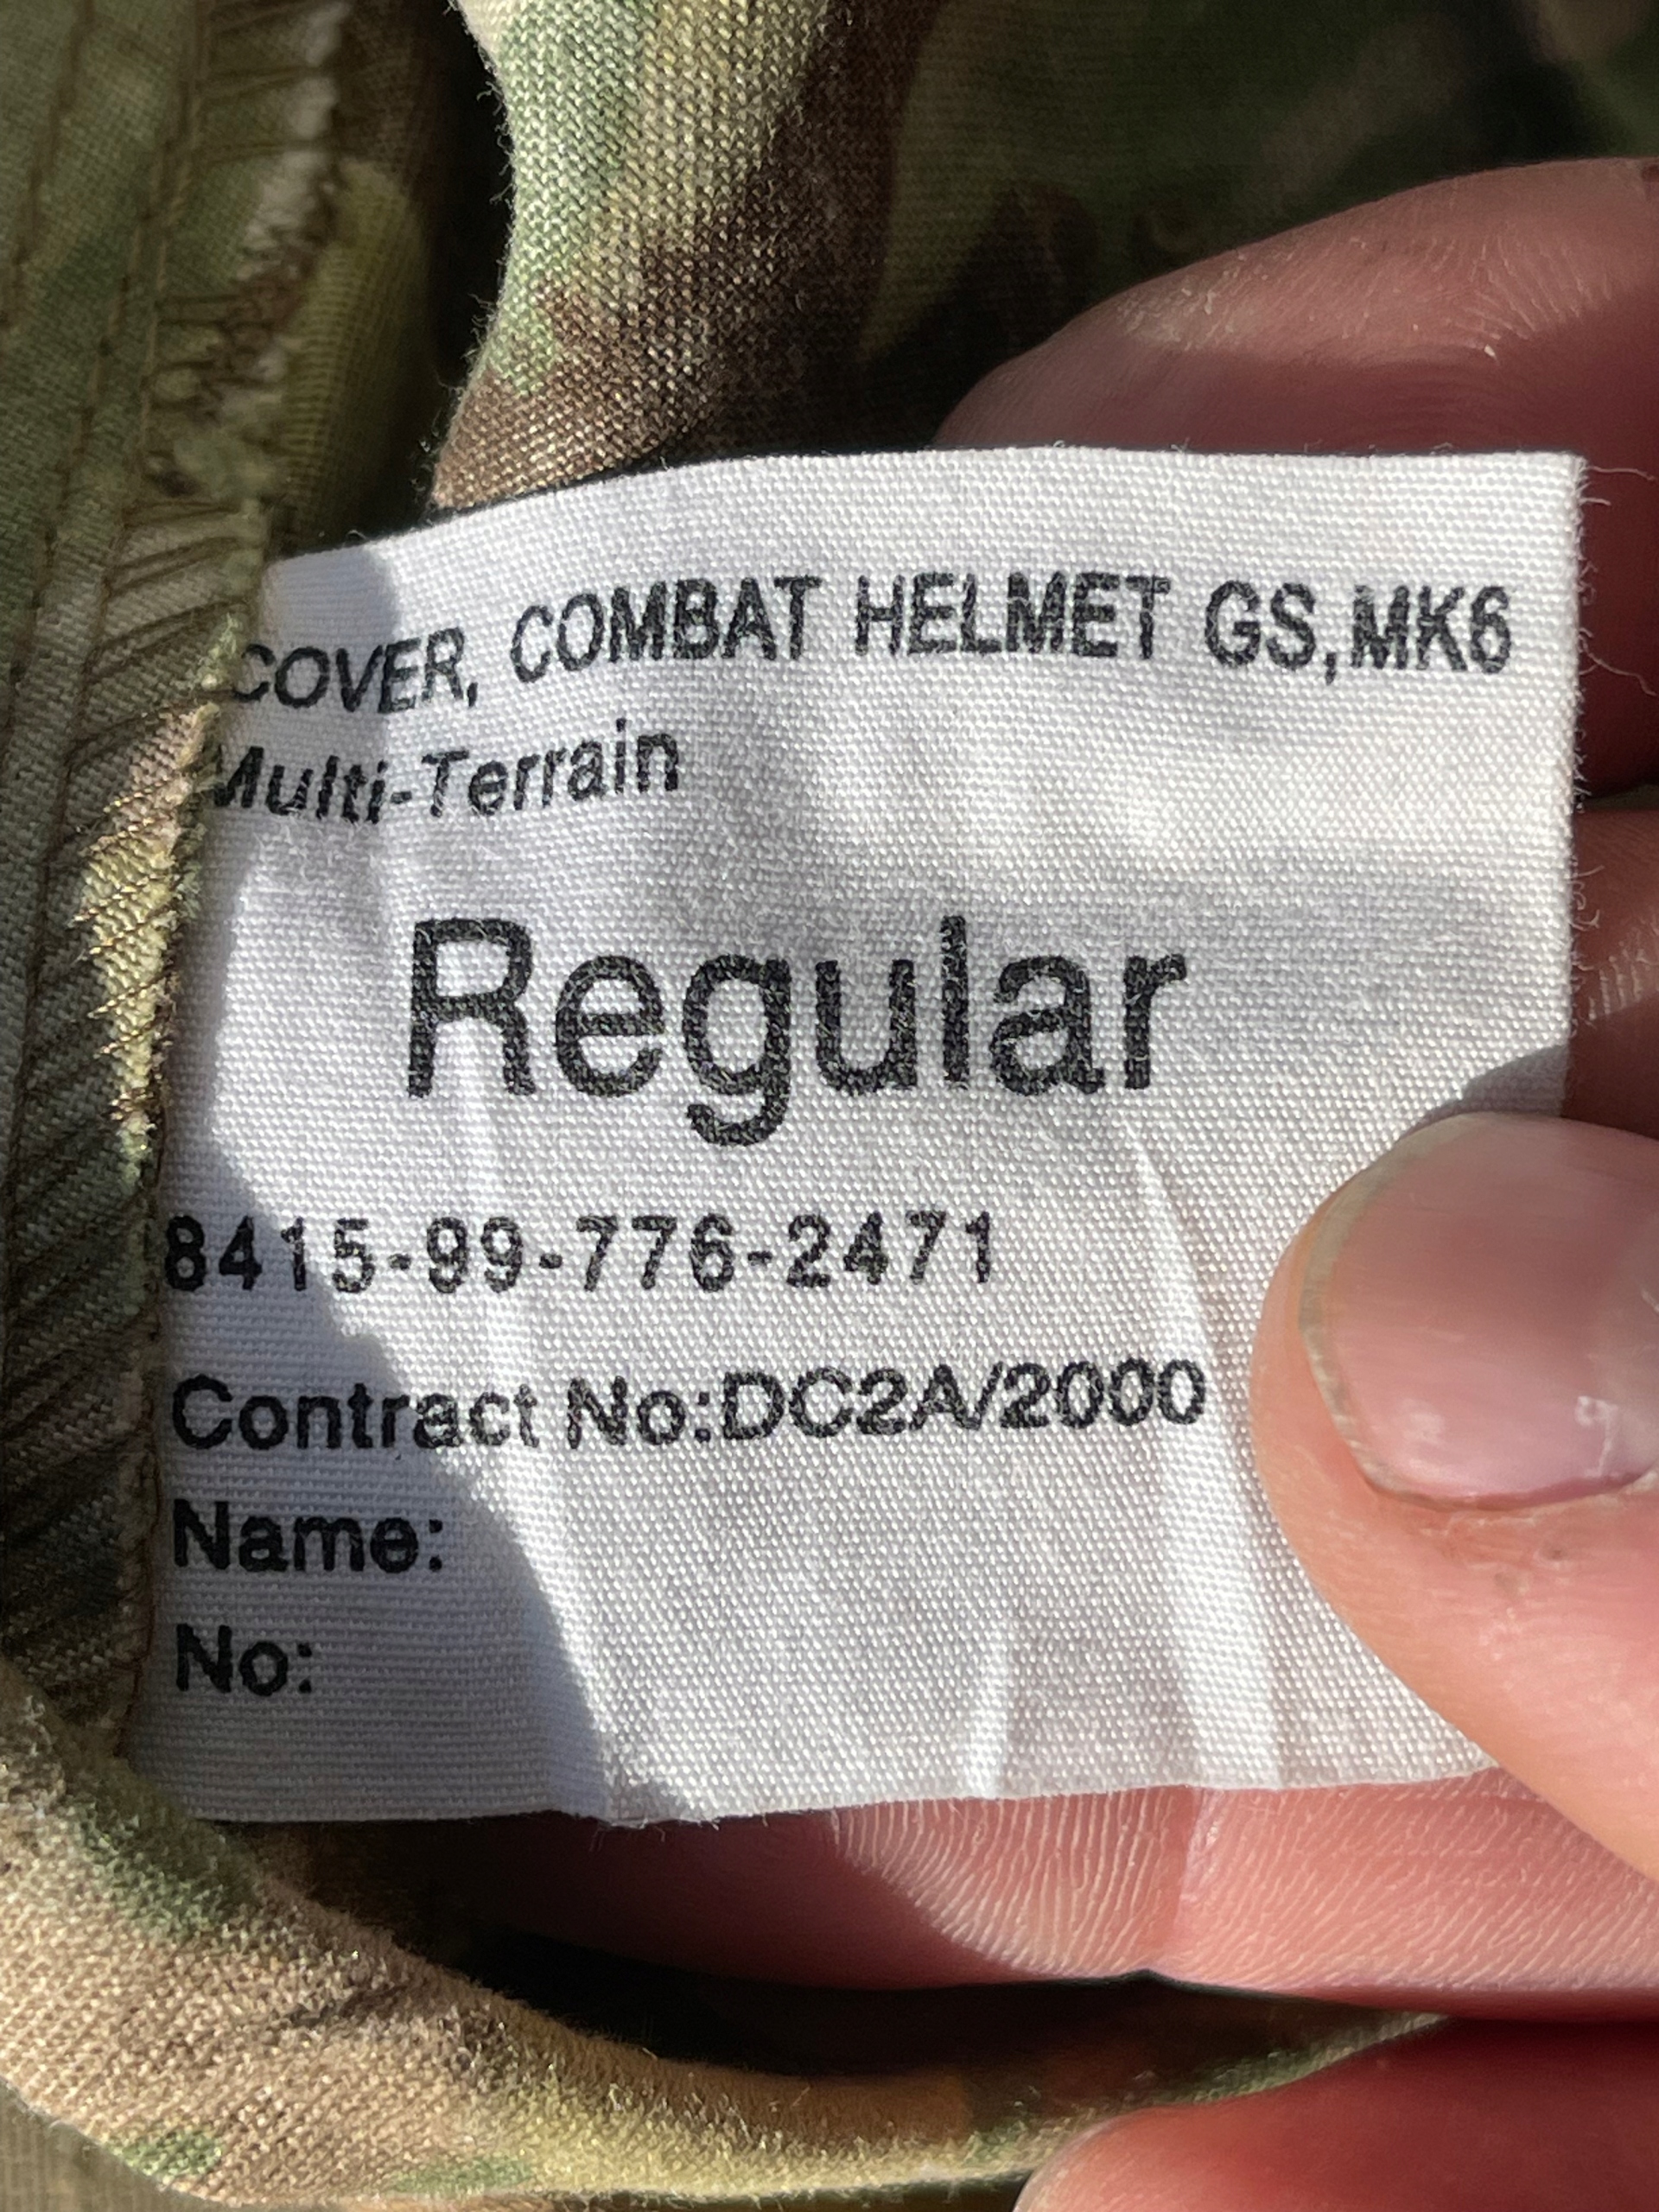 COVER, COMBAT HELMET GS,MK6
Multi-Terrain
Regular
8415-99-776-2471
Contract No:DC2A/2000
Name:
No: